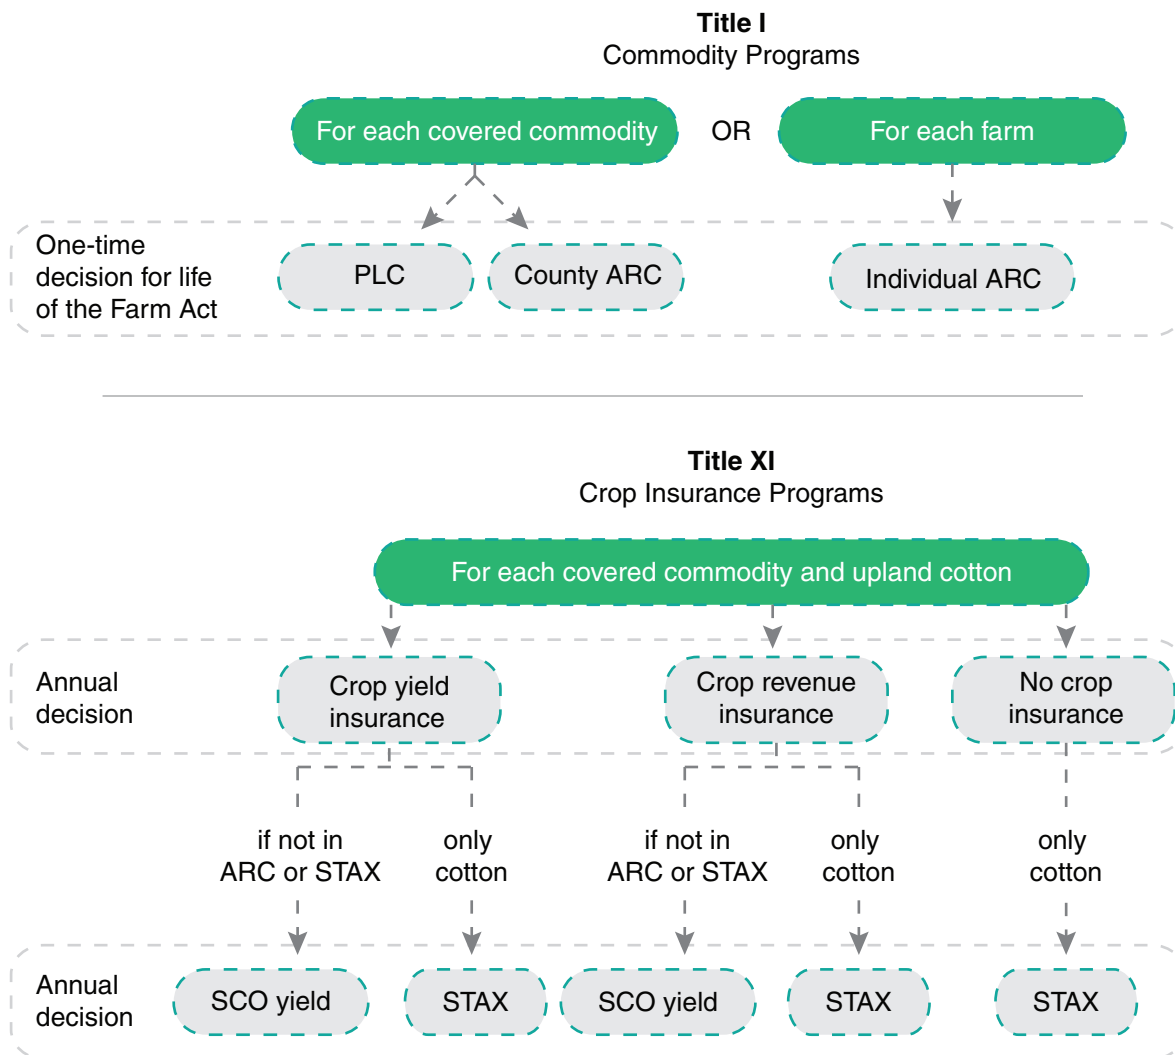 Title I
Commodity Programs
For each covered commodity
OR
For each farm
One-time
decision for life
of the Farm Act
PLC
County ARC
Individual ARC
Title XI
Crop Insurance Programs
For each covered commodity and upland cotton
Annual
decision
Crop yield
insurance
Crop revenue
insurance
No crop
insurance
if not in
ARC or STAX
only
cotton
if not in
ARC or STAX
only
cotton
only
cotton
Annual
decision
SCO yield
STAX
SCO yield
STAX
STAX